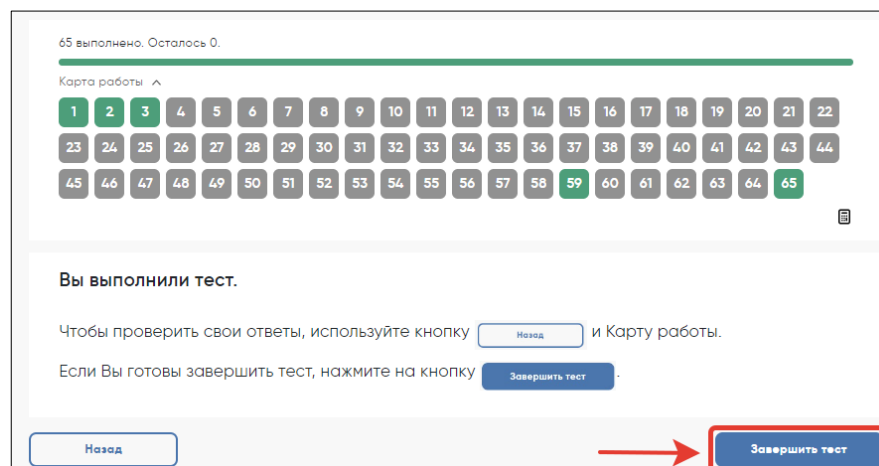 65 выполнено. Осталось 0.
Карта работы
1 2 3 4 5 6 7 8 9 10 11 12 13 14 15 16 17 18 19 20 21 22
23 24 25 26 27 28 29 30 31 32 33 34 35 36 37 38 39 40 41 42 43 44
45 46 47 48 49 50 51 52 53 54 55 56 57 58 59 60 61 62 63 64 65
Вы выполнили тест.
Чтобы проверить свои ответы, используйте кнопку Назад и Карту работы.
Если Вы готовы завершить тест, нажмите на кнопку Завершить тест .
Назад Завершить тест